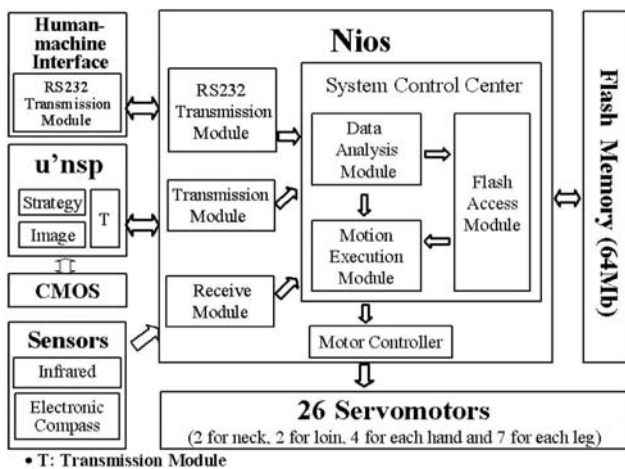 Human-
machine
Interface
RS232
Transmission
Module
u'nsp
Strategy
Image
T
CMOS
Sensors
Infrared
Electronic
Compass
• T: Transmission Module
Nios
RS232
Transmission
Module
Transmission
Module
Receive
Module
System Control Center
Data
Analysis
Module
Motion
Execution
Module
Flash
Access
Module
Motor Controller
26 Servomotors
(2 for neck, 2 for loin, 4 for each hand and 7 for each leg)
Flash Memory (64Mb)